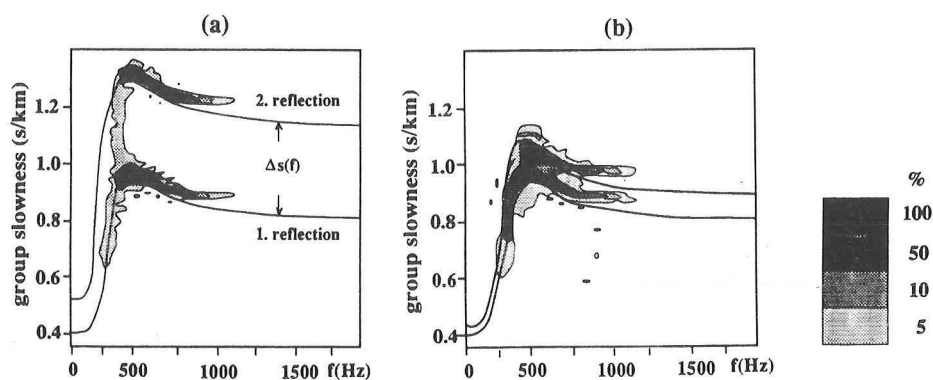 (a)
group slowness (s/km)
1.2
1.0
0.8
0.6
0.4
2. reflection
Δs(f)
1. reflection
0
500
1000
1500
f(Hz)
(b)
group slowness (s/km)
1.2
1.0
0.8
0.6
0.4
0
500
1000
1500
f(Hz)
%
100
50
10
5